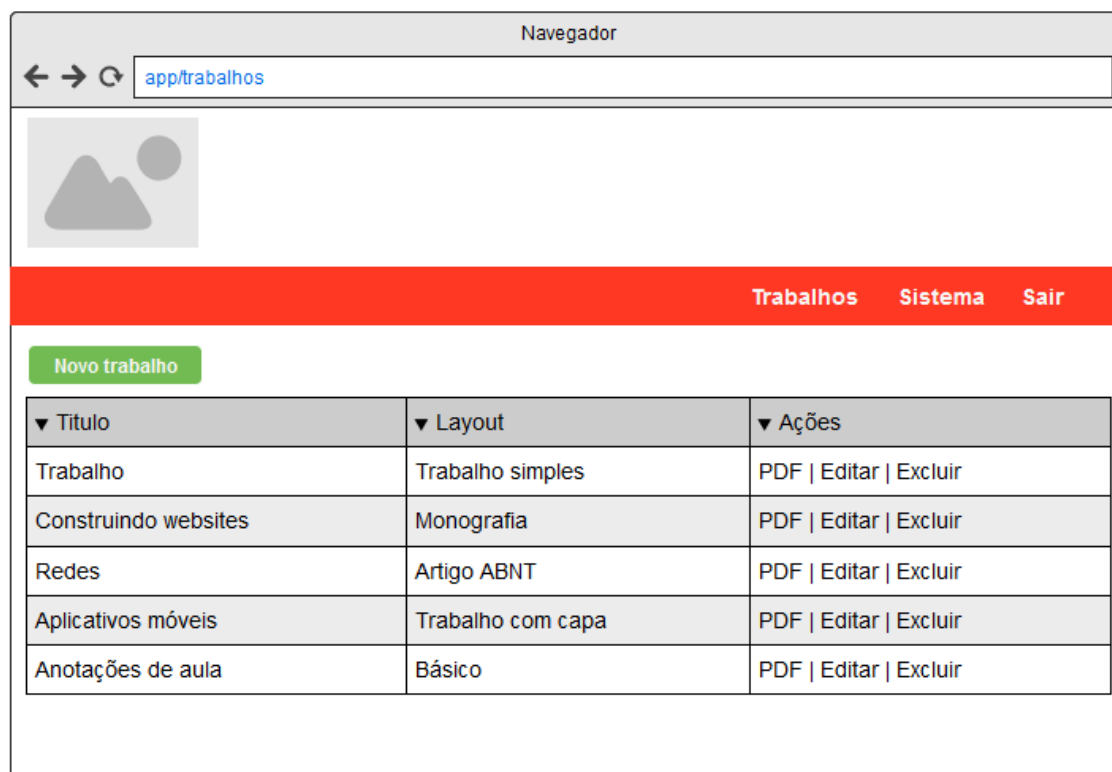 Navegador
app/trabalhos
Trabalhos Sistema Sair
Novo trabalho
▼ Titulo ▼ Layout ▼ Ações
Trabalho Trabalho simples PDF | Editar | Excluir
Construindo websites Monografia PDF | Editar | Excluir
Redes Artigo ABNT PDF | Editar | Excluir
Aplicativos móveis Trabalho com capa PDF | Editar | Excluir
Anotações de aula Básico PDF | Editar | Excluir